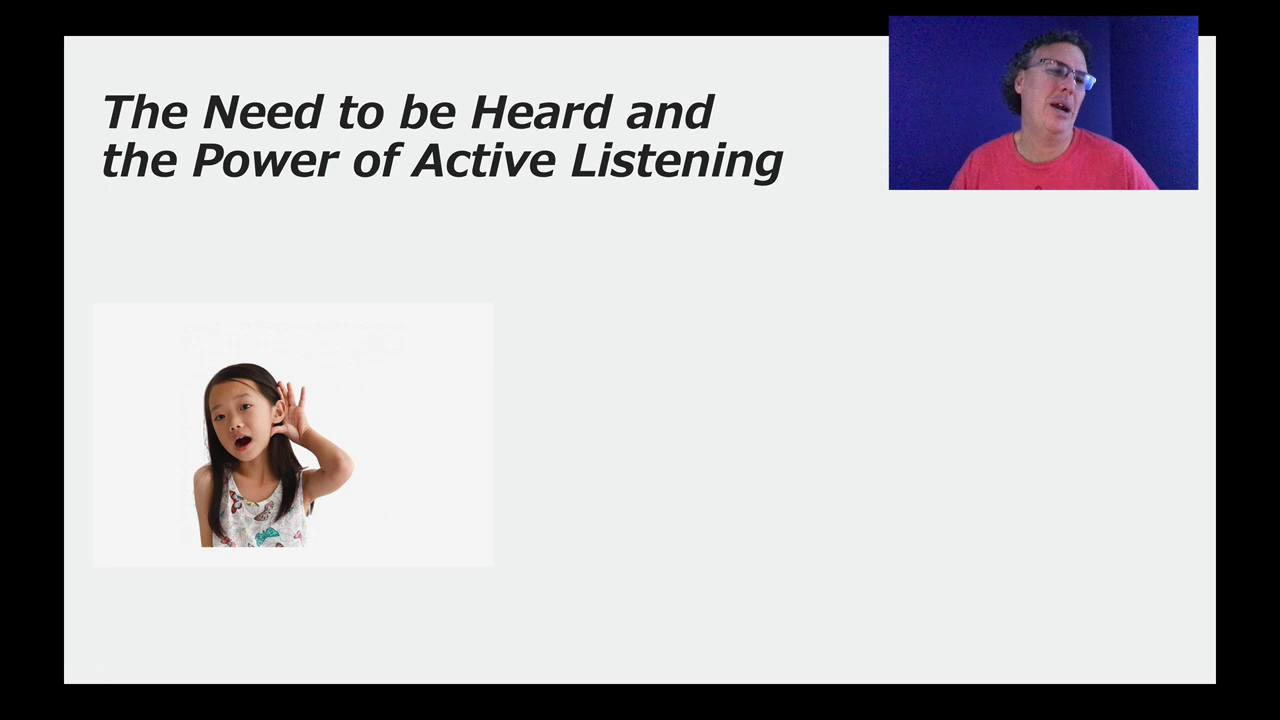 The Need to be Heard and
the Power of Active Listening